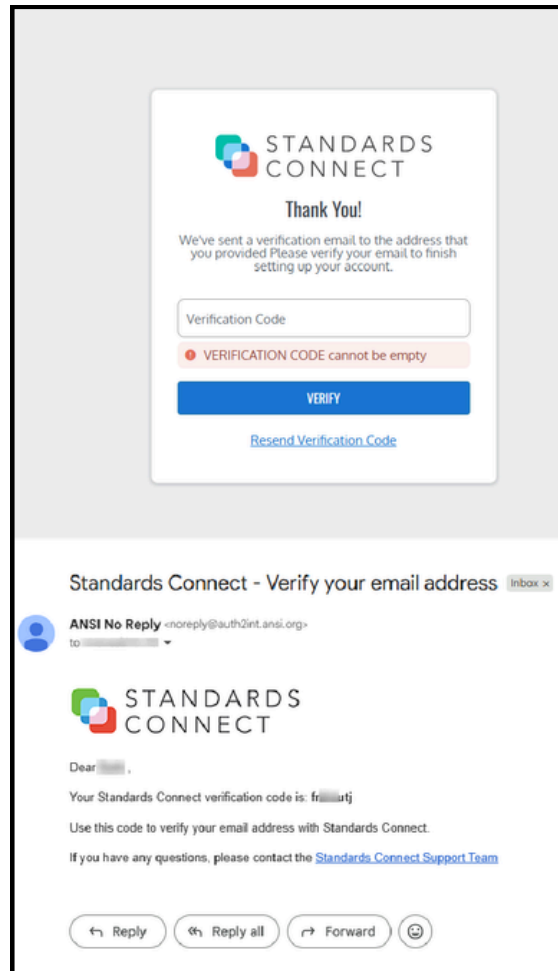 STANDARDS
CONNECT
Thank You!
We've sent a verification email to the address that
you provided Please verify your email to finish
setting up your account.
Verification Code
VERIFICATION CODE cannot be empty
VERIFY
Resend Verification Code
Standards Connect - Verify your email address Inbox ×
ANSI No Reply <noreply@auth2int.ansi.org>
to
STANDARDS
CONNECT
Dear ,
Your Standards Connect verification code is:
Use this code to verify your email address with Standards Connect.
If you have any questions, please contact the Standards Connect Support Team
Reply Reply all Forward